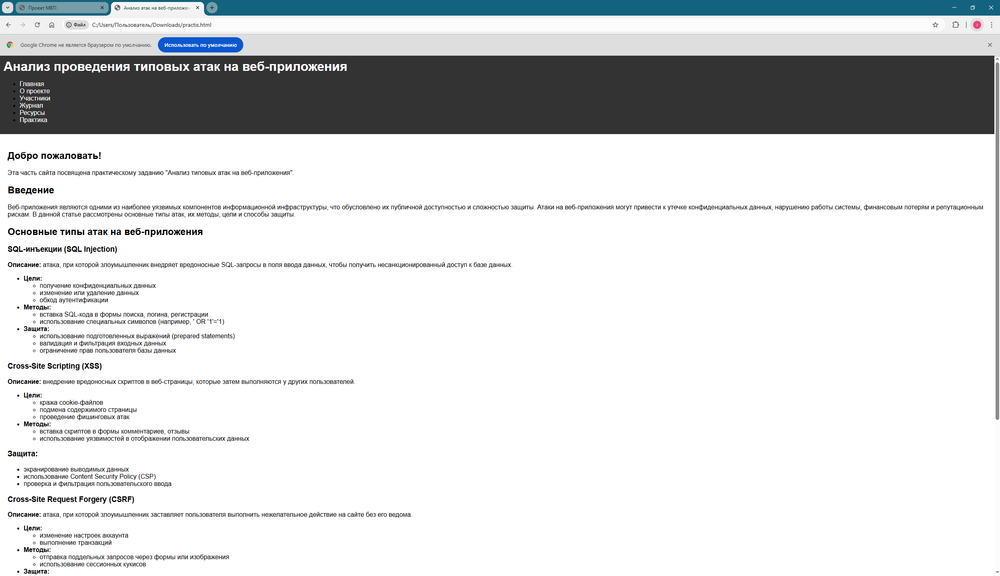 Проект MBTI
Анализ атак на веб-приложен
Файл
C:/Users/Пользователь/Downloads/practis.html
Google Chrome не является браузером по умолчанию.
Использовать по умолчанию
Анализ проведения типовых атак на веб-приложения
Главная
О проекте
Участники
Журнал
Ресурсы
Практика
Добро пожаловать!
Эта часть сайта посвящена практическому заданию "Анализ типовых атак на веб-приложения".
Введение
Веб-приложения являются одними из наиболее уязвимых компонентов информационной инфраструктуры, что обусловлено их публичной доступностью и сложностью защиты. Атаки на веб-приложения могут привести к утечке конфиденциальных данных, нарушению работы системы, финансовым потерям и репутационным
рискам. В данной статье рассмотрены основные типы атак, их методы, цели и способы защиты.
Основные типы атак на веб-приложения
SQL-инъекции (SQL Injection)
Описание: атака, при которой злоумышленник внедряет вредоносные SQL-запросы в поля ввода данных, чтобы получить несанкционированный доступ к базе данных.
Цели:
получение конфиденциальных данных
изменение или удаление данных
обход аутентификации
Методы:
вставка SQL-кода в формы поиска, логина, регистрации
использование специальных символов (например, ' OR '1'='1)
Защита:
использование подготовленных выражений (prepared statements)
валидация и фильтрация входных данных
ограничение прав пользователя базы данных
Cross-Site Scripting (XSS)
Описание: внедрение вредоносных скриптов в веб-страницы, которые затем выполняются у других пользователей.
Цели:
кража cookie-файлов
подмена содержимого страницы
проведение фишинговых атак
Методы:
вставка скриптов в формы комментариев, отзывы
использование уязвимостей в отображении пользовательских данных
Защита:
экранирование выводимых данных
использование Content Security Policy (CSP)
проверка и фильтрация пользовательского ввода
Cross-Site Request Forgery (CSRF)
Описание: атака, при которой злоумышленник заставляет пользователя выполнить нежелательное действие на сайте без его ведома.
Цели:
изменение настроек аккаунта
выполнение транзакций
Методы:
отправка поддельных запросов через формы или изображения
использование сессионных кукисов
Защита: